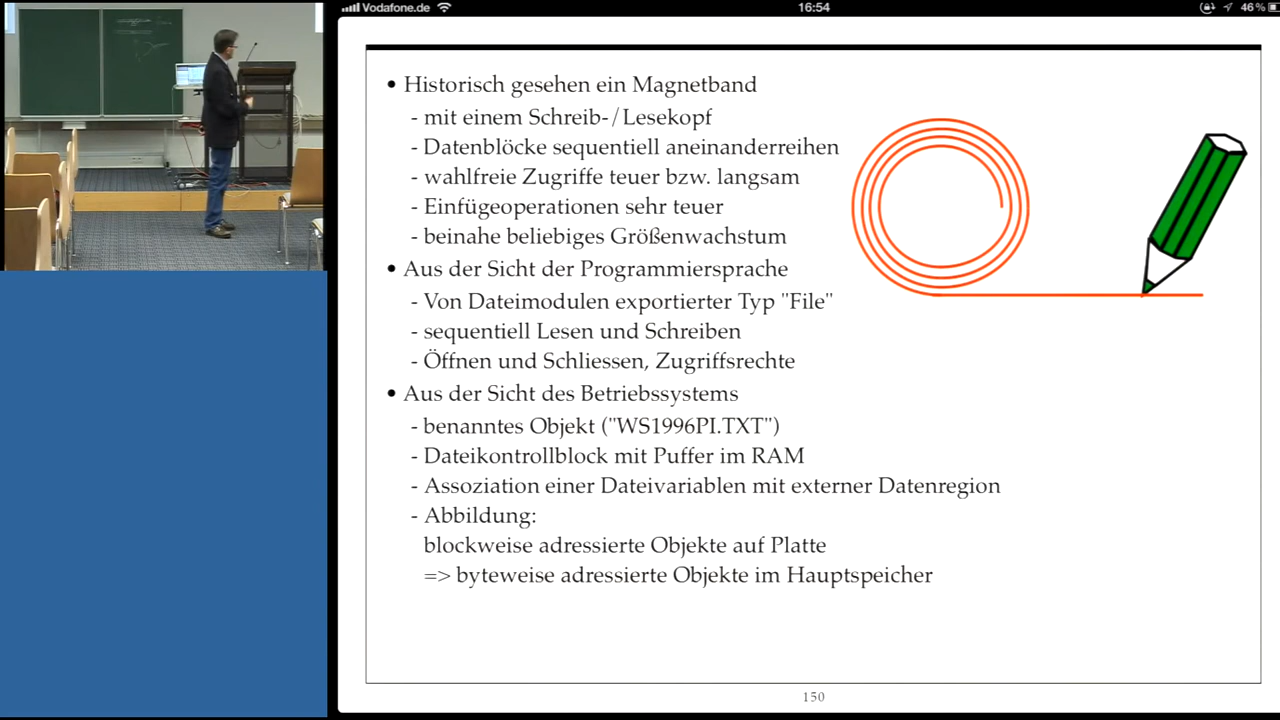 Vodafone.de
16:54
46%
• Historisch gesehen ein Magnetband
- mit einem Schreib-/Lesekopf
- Datenblöcke sequentiell aneinanderreihen
- wahlfreie Zugriffe teuer bzw. langsam
- Einfügeoperationen sehr teuer
- beinahe beliebiges Größenwachstum
• Aus der Sicht der Programmiersprache
- Von Dateimodulen exportierter Typ "File"
- sequentiell Lesen und Schreiben
- Öffnen und Schliessen, Zugriffsrechte
• Aus der Sicht des Betriebssystems
- benanntes Objekt ("WS1996PI.TXT")
- Dateikontrollblock mit Puffer im RAM
- Assoziation einer Dateivariablen mit externer Datenregion
- Abbildung:
blockweise adressierte Objekte auf Platte
=> byteweise adressierte Objekte im Hauptspeicher
150